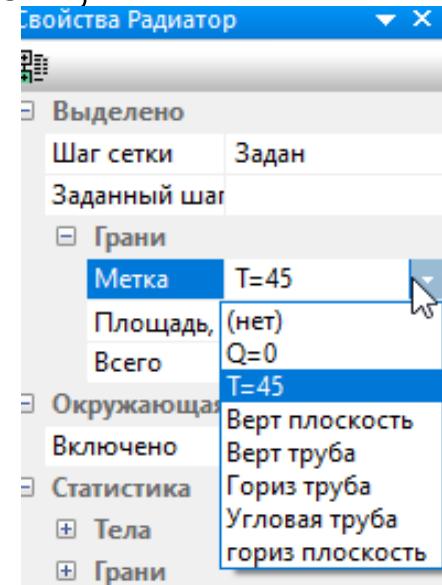 Свойства Радиатор
Выделено
Шаг сетки Задан
Заданный шаг
Грани
Метка T=45
Площадь, (нет)
Всего Q=0
T=45
Окружающая Верт плоскость
Включено Верт труба
Статистика Гориз труба
Тела Угловая труба
Грани гориз плоскость